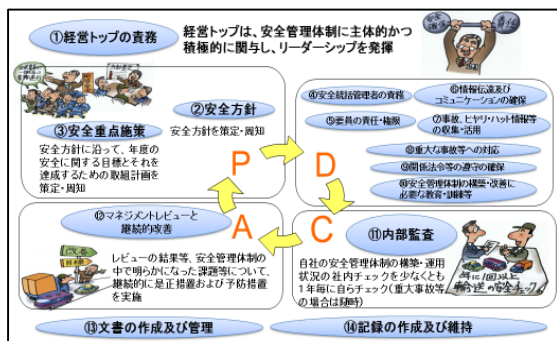 ①経営トップの責務
経営トップは、安全管理体制に主体的かつ
積極的に関与し、リーダーシップを発揮
責任
②安全方針
安全方針を策定・周知
③安全重点施策
安全方針に沿って、年度の
安全に関する目標とそれを
達成するための取組計画を
策定・周知
P
④安全統括管理者の責務
⑤要員の責任・権限
⑥情報伝達及び
コミュニケーションの確保
⑦事故、ヒヤリ・ハット情報等
の収集・活用
⑧重大な事故等への対応
⑨関係法令等の遵守の確保
⑩安全管理体制の構築・改善に
必要な教育・訓練等
D
⑫マネジメントレビューと
継続的改善
A
レビューの結果等、安全管理体制の
中で明らかになった課題等について、
継続的に是正措置および予防措置
を実施
C
⑪内部監査
自社の安全管理体制の構築・運用
状況の社内チェックを少なくとも
1年毎に自らチェック(重大事故等
の場合は随時)
年に1回以上
輸送の安全チェック
⑬文書の作成及び管理
⑭記録の作成及び維持